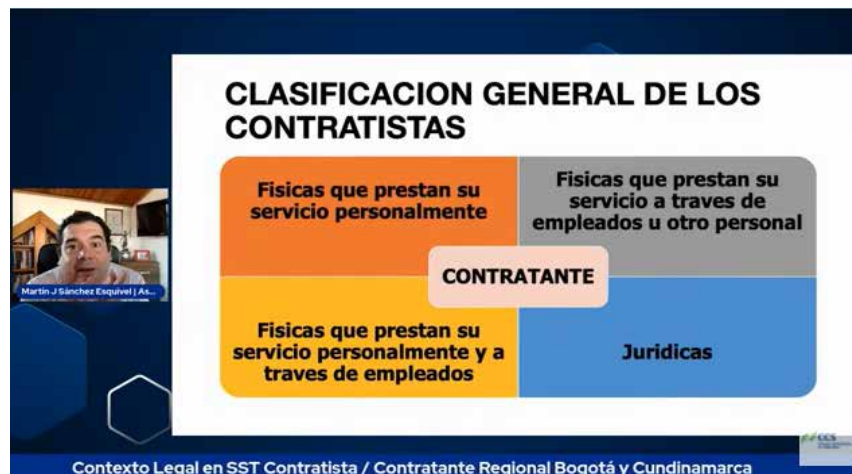 CLASIFICACION GENERAL DE LOS
CONTRATISTAS
Fisicas que prestan su
servicio personalmente
Fisicas que prestan su
servicio a traves de
empleados u otro personal
CONTRATANTE
Fisicas que prestan su
servicio personalmente y a
traves de empleados
Juridicas
Martín J Sánchez Esquivel | As...
CCS
Contexto Legal en SST Contratista / Contratante Regional Bogotá y Cundinamarca